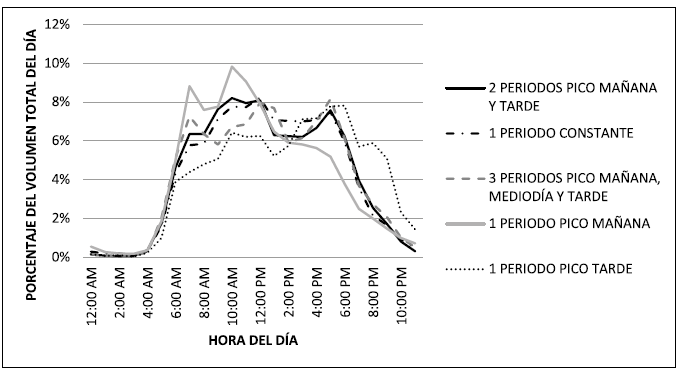 PORCENTAJE DEL VOLUMEN TOTAL DEL DÍA
12%
10%
8%
6%
4%
2%
0%
12:00 AM
2:00 AM
4:00 AM
6:00 AM
8:00 AM
10:00 AM
12:00 PM
2:00 PM
4:00 PM
6:00 PM
8:00 PM
10:00 PM
HORA DEL DÍA
2 PERIODOS PICO MAÑANA
Y TARDE
1 PERIODO CONSTANTE
3 PERIODOS PICO MAÑANA,
MEDIODÍA Y TARDE
1 PERIODO PICO MAÑANA
1 PERIODO PICO TARDE